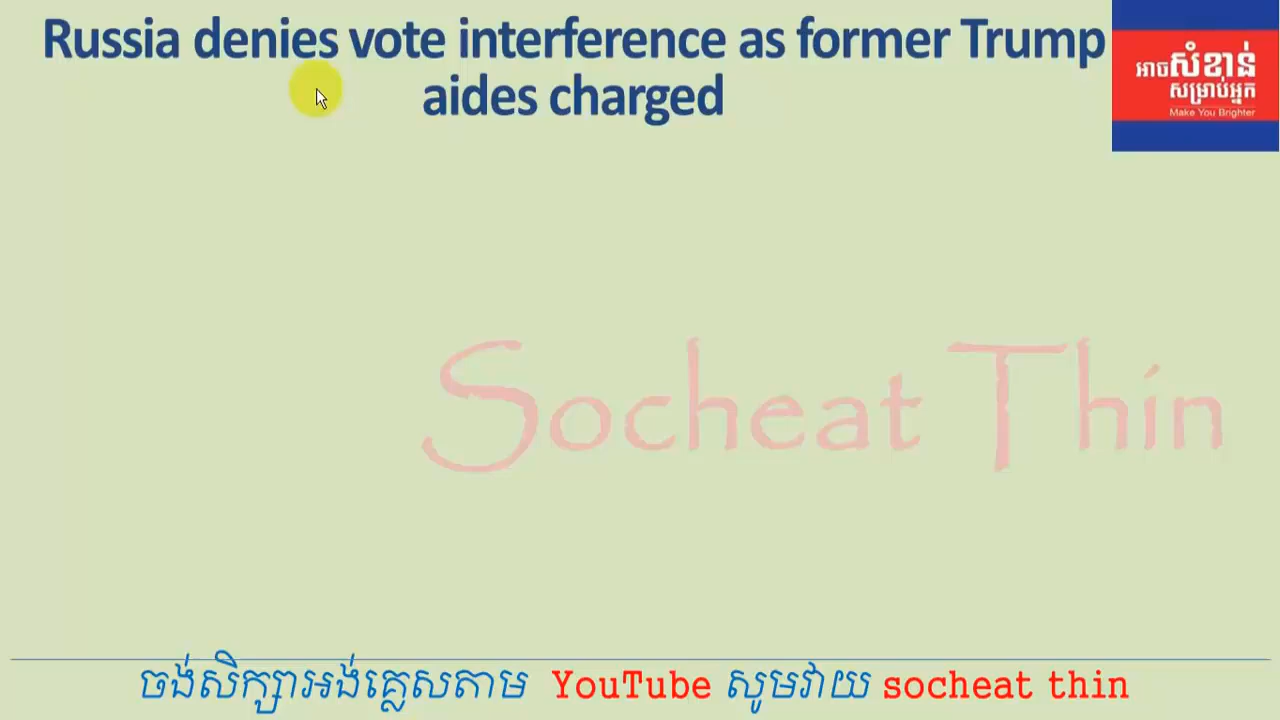 Russia denies vote interference as former Trump
aides charged
អាចសំខាន់
សម្រាប់អ្នក
Make You Brighter
Socheat Thin
ចង់សិក្សាអង់គ្លេសតាម YouTube សូមវាយ socheat thin